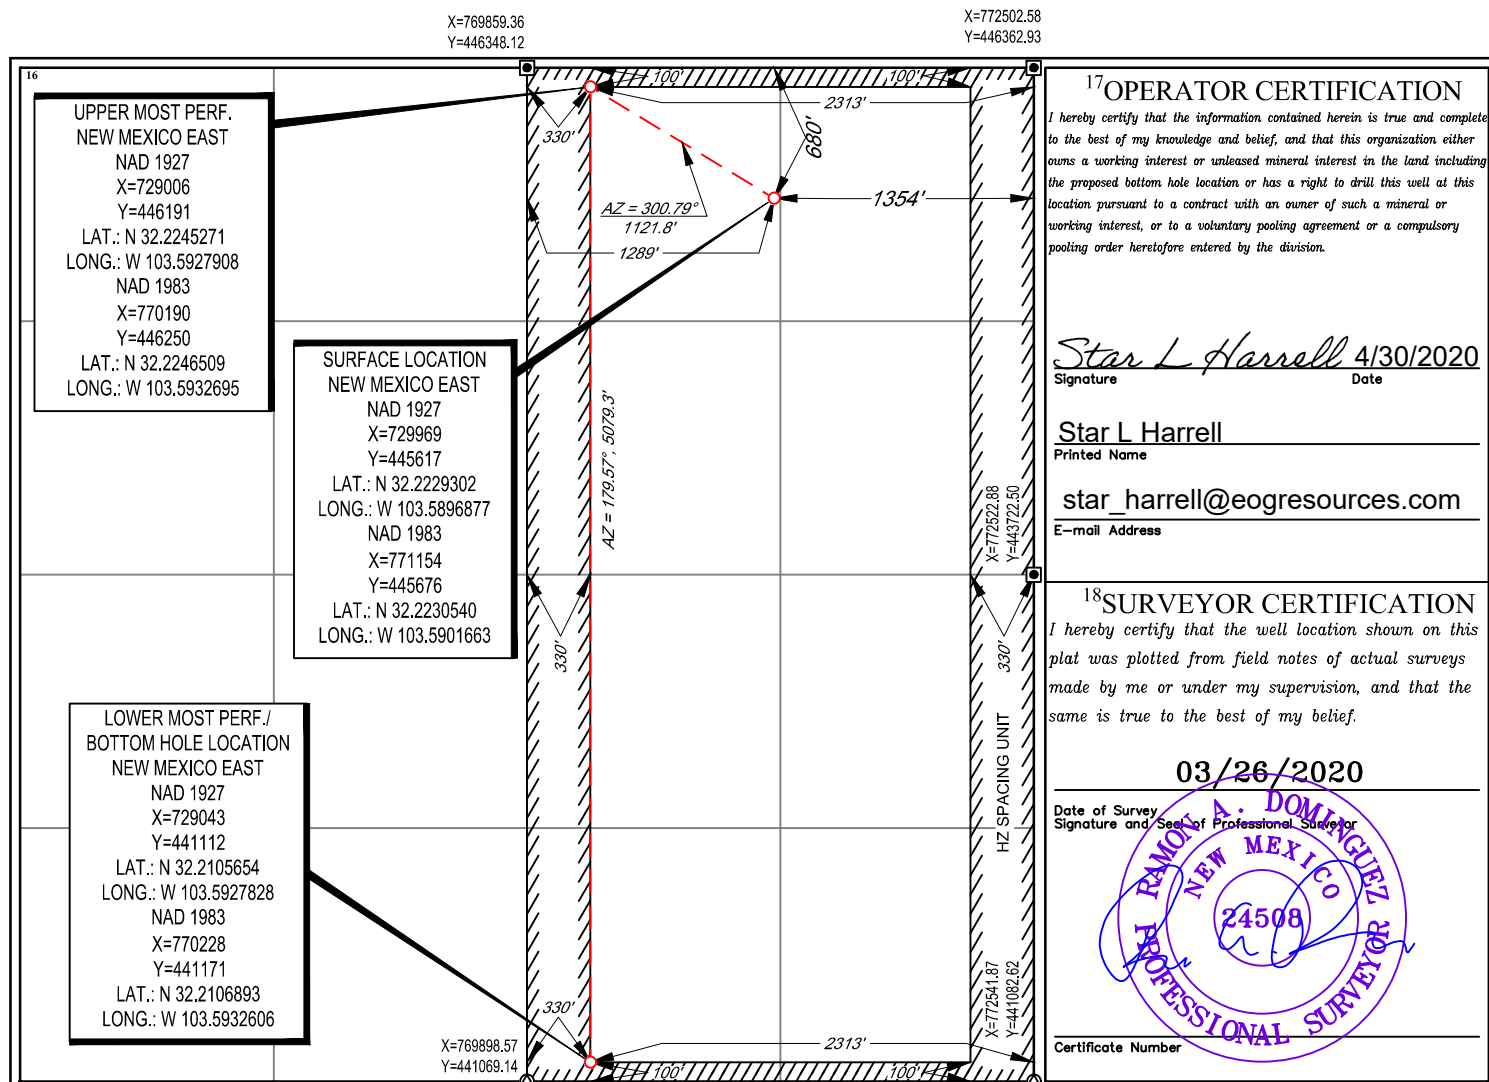 X=769859.36
Y=446348.12
X=772502.58
Y=446362.93
16
100'
100'
2313'
330'
680'
1354'
AZ = 300.79°
1121.8'
1289'
UPPER MOST PERF.
NEW MEXICO EAST
NAD 1927
X=729006
Y=446191
LAT.: N 32.2245271
LONG.: W 103.5927908
NAD 1983
X=770190
Y=446250
LAT.: N 32.2246509
LONG.: W 103.5932695
SURFACE LOCATION
NEW MEXICO EAST
NAD 1927
X=729969
Y=445617
LAT.: N 32.2229302
LONG.: W 103.5896877
NAD 1983
X=771154
Y=445676
LAT.: N 32.2230540
LONG.: W 103.5901663
AZ = 179.57°, 5079.3'
X=772522.88
Y=443722.50
330'
330'
HZ SPACING UNIT
LOWER MOST PERF./
BOTTOM HOLE LOCATION
NEW MEXICO EAST
NAD 1927
X=729043
Y=441112
LAT.: N 32.2105654
LONG.: W 103.5927828
NAD 1983
X=770228
Y=441171
LAT.: N 32.2106893
LONG.: W 103.5932606
X=772541.87
Y=441082.62
330'
2313'
X=769898.57
Y=441069.14
100'
100'
17OPERATOR CERTIFICATION
I hereby certify that the information contained herein is true and complete
to the best of my knowledge and belief, and that this organization either
owns a working interest or unleased mineral interest in the land including
the proposed bottom hole location or has a right to drill this well at this
location pursuant to a contract with an owner of such a mineral or
working interest, or to a voluntary pooling agreement or a compulsory
pooling order heretofore entered by the division.
Star L Harrell 4/30/2020
Signature Date
Star L Harrell
Printed Name
star_harrell@eogresources.com
E-mail Address
18SURVEYOR CERTIFICATION
I hereby certify that the well location shown on this
plat was plotted from field notes of actual surveys
made by me or under my supervision, and that the
same is true to the best of my belief.
03/26/2020
Date of Survey
Signature and Seal of Professional Surveyor
RAMON A. DOMINGUEZ
NEW MEXICO
24508
PROFESSIONAL SURVEYOR
Certificate Number